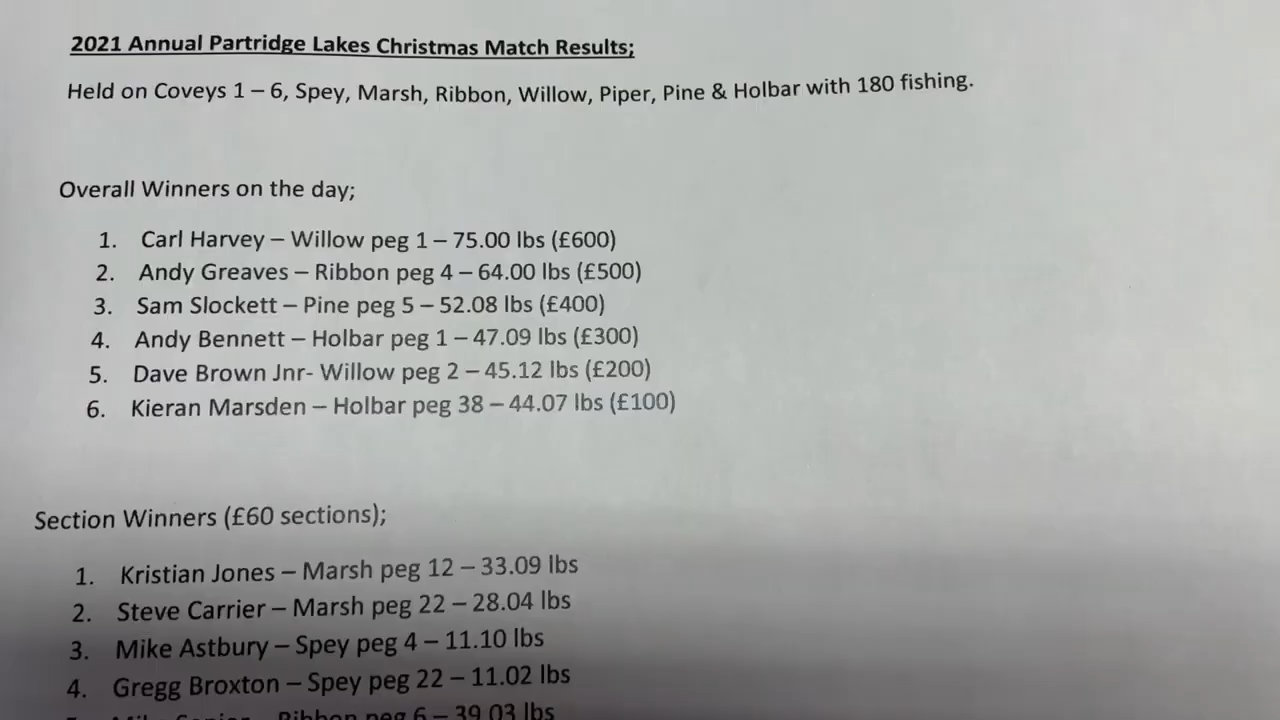 2021 Annual Partridge Lakes Christmas Match Results;
Held on Coveys 1 – 6, Spey, Marsh, Ribbon, Willow, Piper, Pine & Holbar with 180 fishing.
Overall Winners on the day;
1. Carl Harvey – Willow peg 1 – 75.00 lbs (£600)
2. Andy Greaves – Ribbon peg 4 – 64.00 lbs (£500)
3. Sam Slockett – Pine peg 5 – 52.08 lbs (£400)
4. Andy Bennett – Holbar peg 1 – 47.09 lbs (£300)
5. Dave Brown Jnr- Willow peg 2 – 45.12 lbs (£200)
6. Kieran Marsden – Holbar peg 38 – 44.07 lbs (£100)
Section Winners (£60 sections);
1. Kristian Jones – Marsh peg 12 – 33.09 lbs
2. Steve Carrier – Marsh peg 22 – 28.04 lbs
3. Mike Astbury – Spey peg 4 – 11.10 lbs
4. Gregg Broxton – Spey peg 22 – 11.02 lbs
Ribbon peg 6 – 39.03 lbs